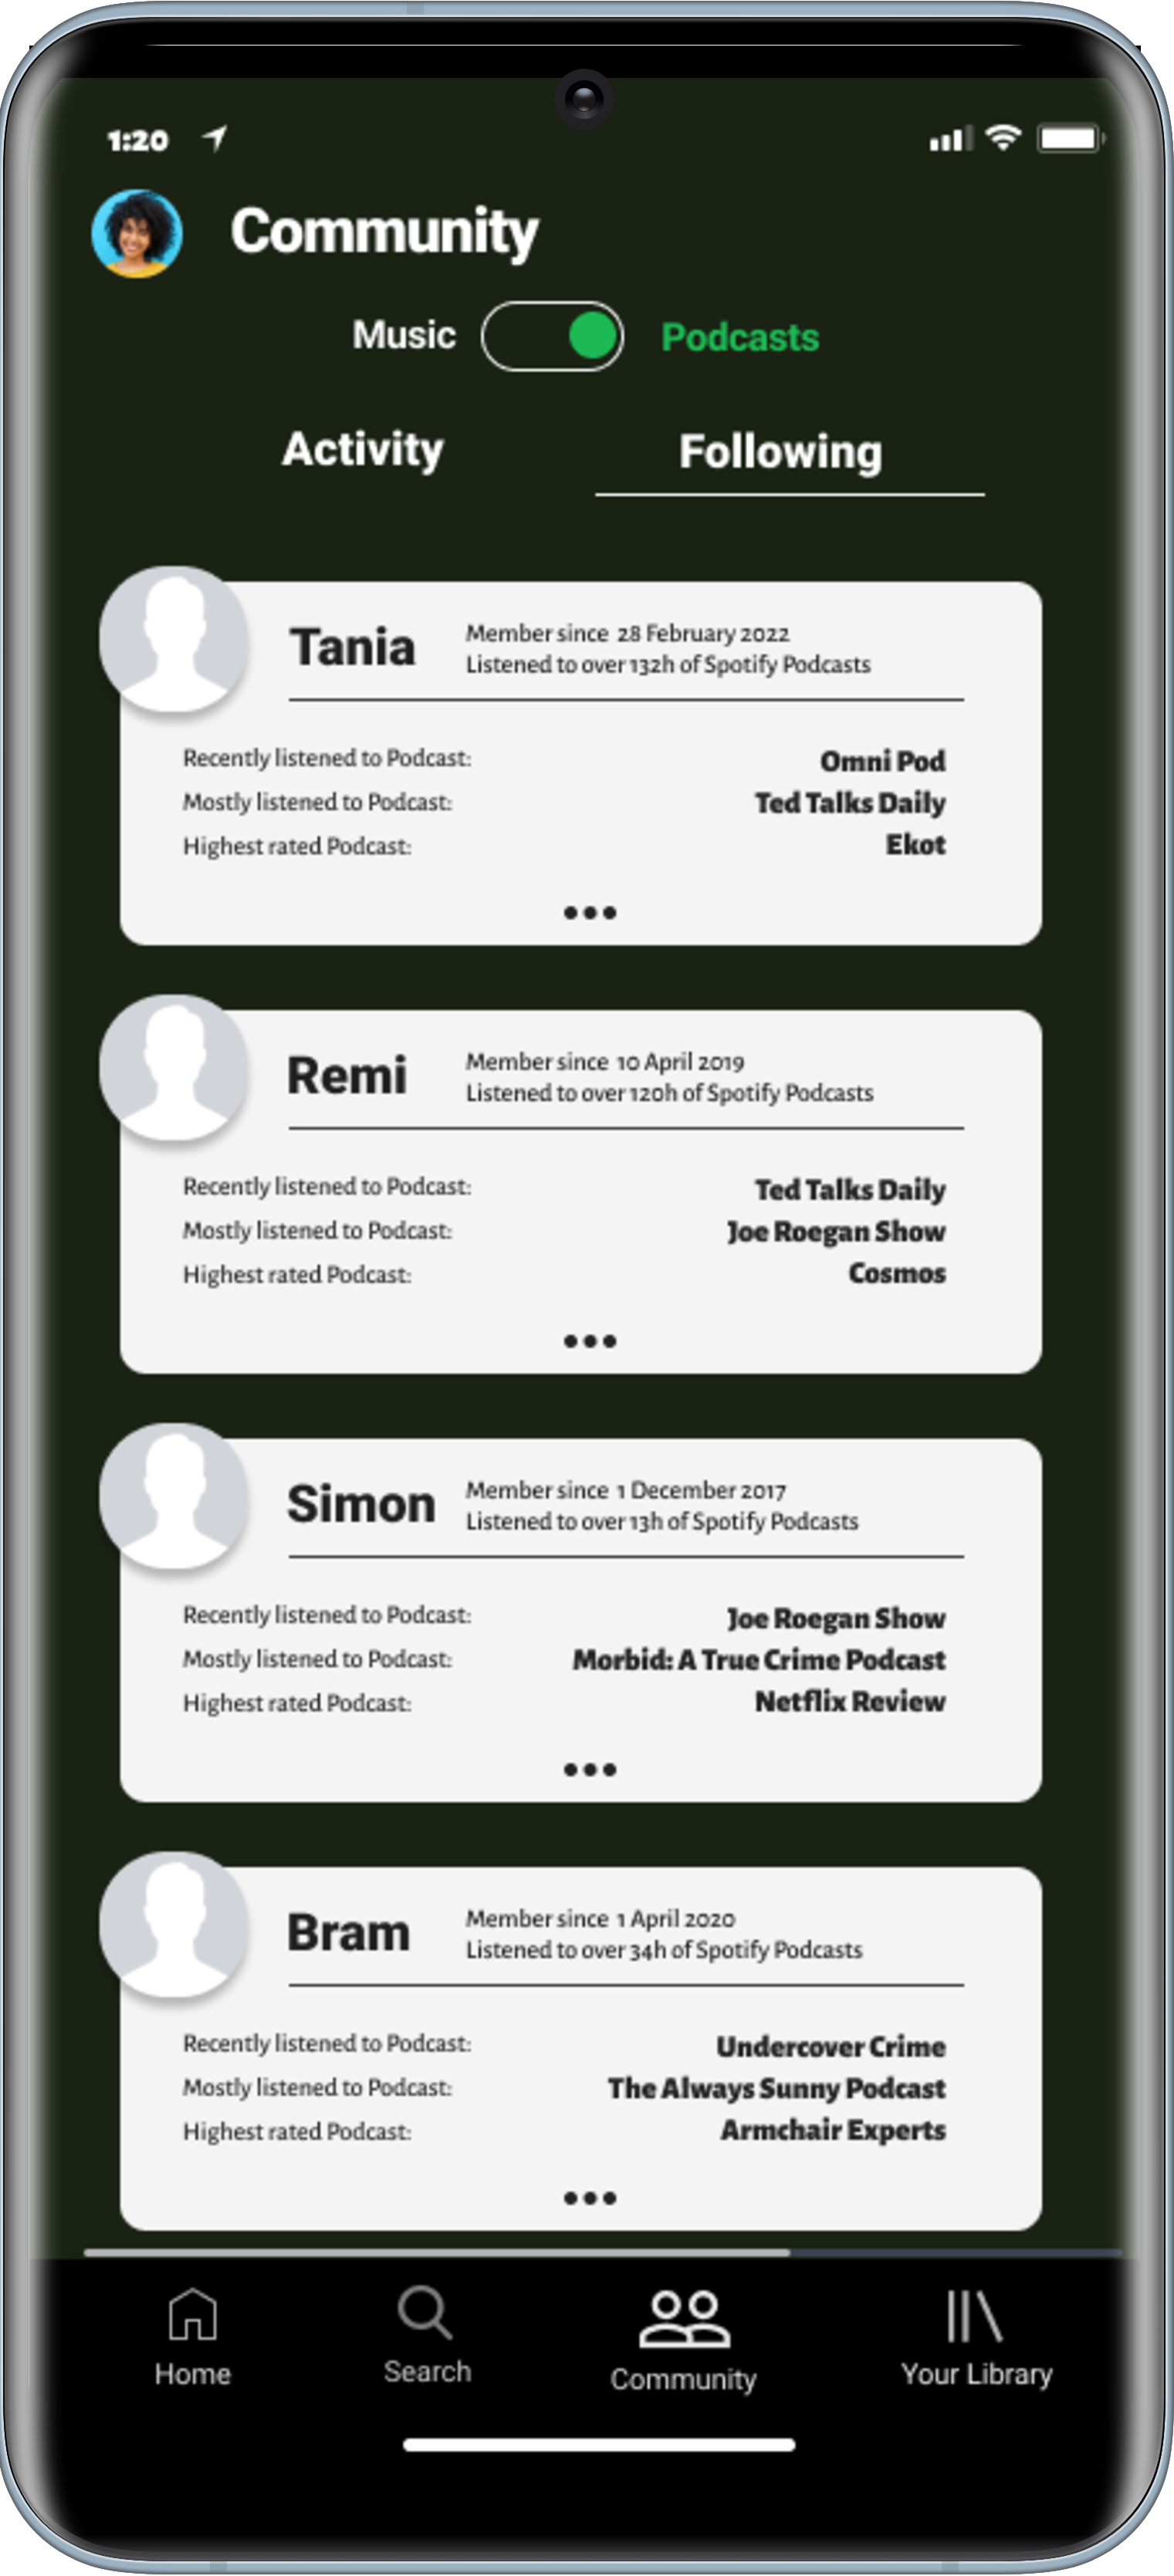 1:20
Community
Music Podcasts
Activity Following
Tania
Member since 28 February 2022
Listened to over 132h of Spotify Podcasts
Recently listened to Podcast: Omni Pod
Mostly listened to Podcast: Ted Talks Daily
Highest rated Podcast: Ekot
Remi
Member since 10 April 2019
Listened to over 120h of Spotify Podcasts
Recently listened to Podcast: Ted Talks Daily
Mostly listened to Podcast: Joe Roegan Show
Highest rated Podcast: Cosmos
Simon
Member since 1 December 2017
Listened to over 13h of Spotify Podcasts
Recently listened to Podcast: Joe Roegan Show
Mostly listened to Podcast: Morbid: A True Crime Podcast
Highest rated Podcast: Netflix Review
Bram
Member since 1 April 2020
Listened to over 34h of Spotify Podcasts
Recently listened to Podcast: Undercover Crime
Mostly listened to Podcast: The Always Sunny Podcast
Highest rated Podcast: Armchair Experts
Home Search Community Your Library